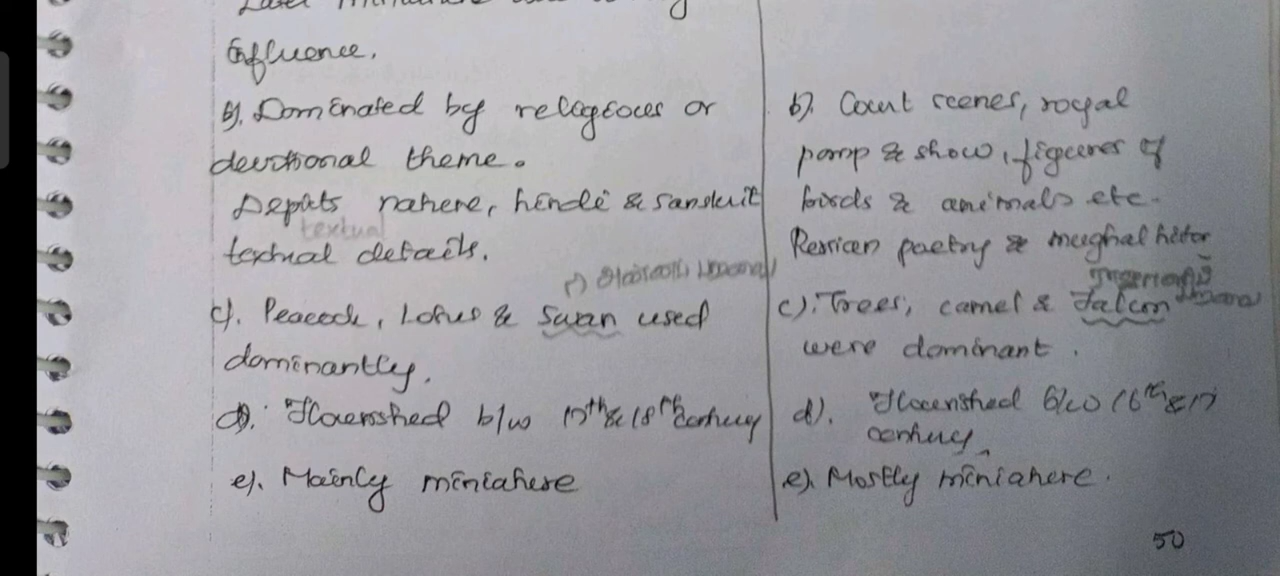 influence.
b). Dominated by religious or
devotional theme.
Depits nature, hindi & sanskrit
textual
textual details.
c). Peacock, Lotus & Swan used
dominantly.
d). Flourished b/w 17th & 18th century
e). Mainly miniature
b). Court scenes, royal
pomp & show, figures of
birds & animals etc.
Persian poetry & mughal histor
c). Trees, camel & Falcon
were dominant.
d). Flourished b/w 16th & 17
century
e). Mostly miniature.
50